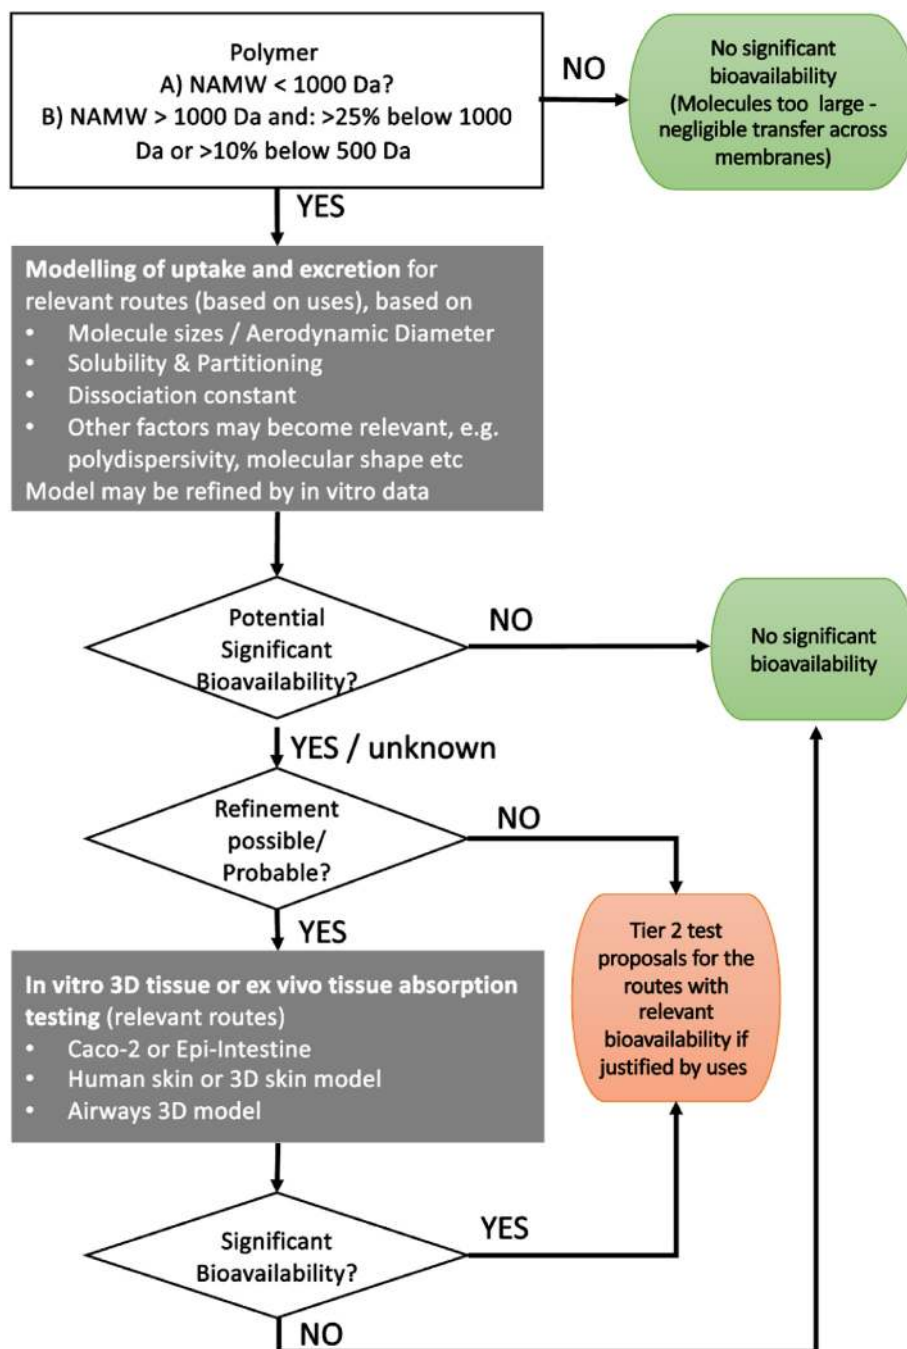 Polymer
A) NAMW < 1000 Da?
B) NAMW > 1000 Da and: >25% below 1000
Da or >10% below 500 Da
NO
No significant
bioavailability
(Molecules too large -
negligible transfer across
membranes)
YES
Modelling of uptake and excretion for
relevant routes (based on uses), based on
• Molecule sizes / Aerodynamic Diameter
• Solubility & Partitioning
• Dissociation constant
• Other factors may become relevant, e.g.
polydispersivity, molecular shape etc
Model may be refined by in vitro data
Potential
Significant
Bioavailability?
NO
No significant
bioavailability
YES / unknown
Refinement
possible/
Probable?
NO
YES
Tier 2 test
proposals for the
routes with
relevant
bioavailability if
justified by uses
In vitro 3D tissue or ex vivo tissue absorption
testing (relevant routes)
• Caco-2 or Epi-Intestine
• Human skin or 3D skin model
• Airways 3D model
Significant
Bioavailability?
YES
NO